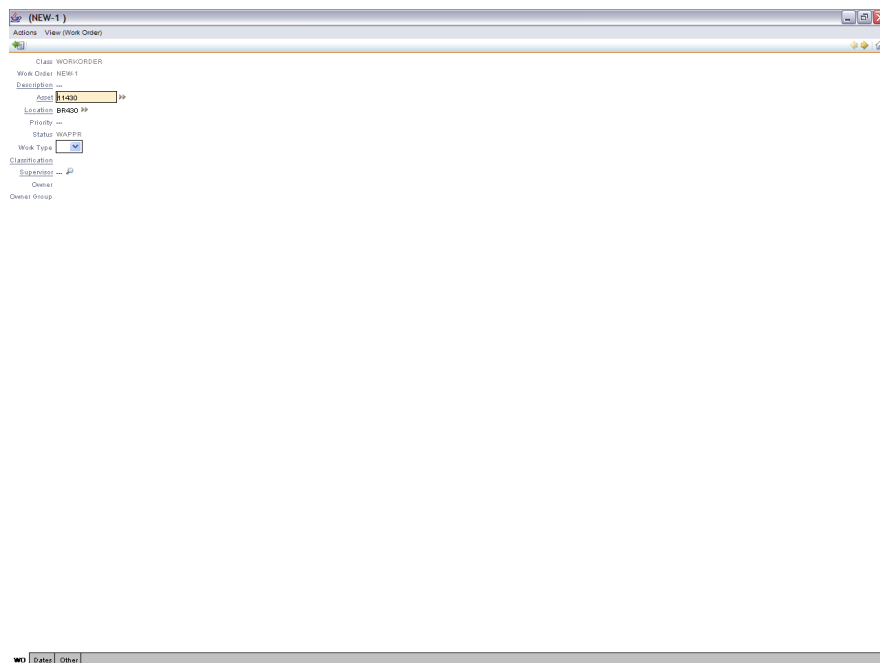 (NEW-1 )
Actions View (Work Order)
Class WORKORDER
Work Order NEW-1
Description ...
Asset 11430
Location BR430
Priority ...
Status WAPPR
Work Type
Classification
Supervisor ...
Owner
Owner Group
WO Dates Other